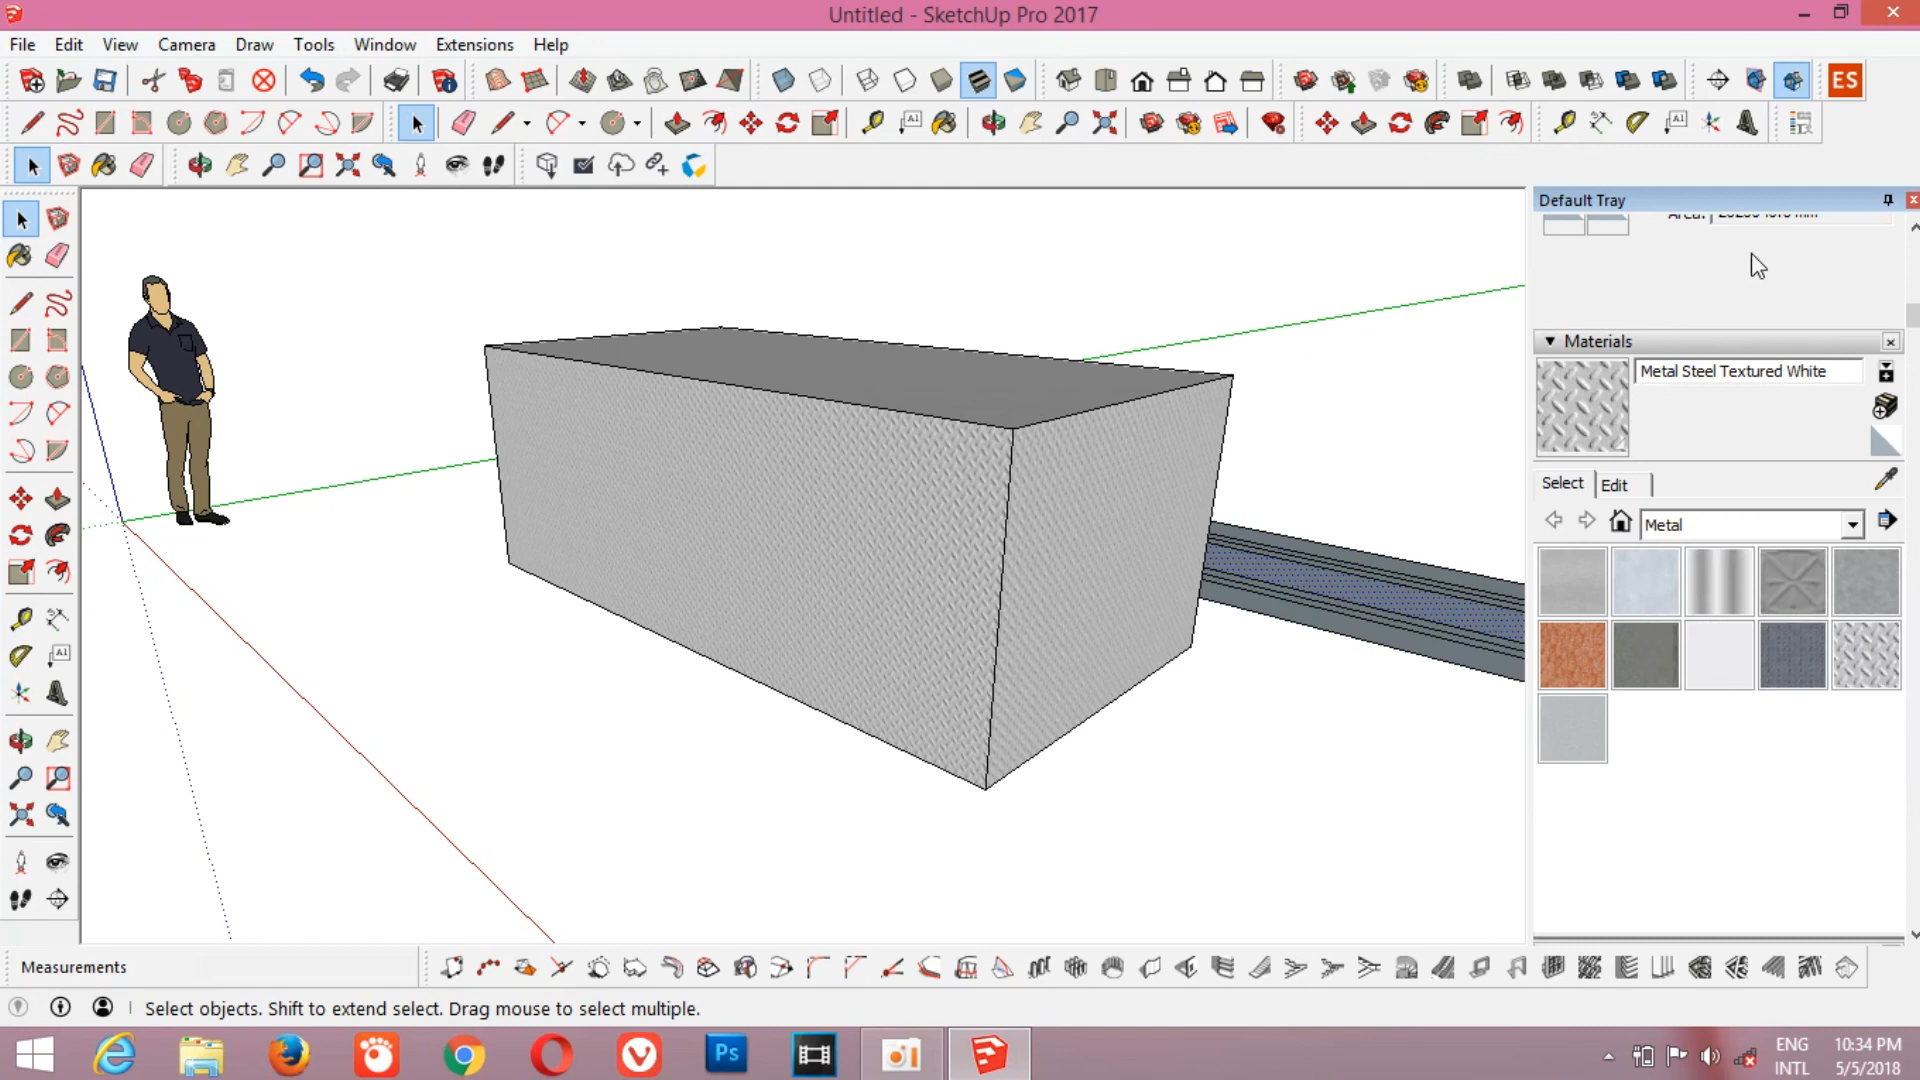 Untitled - SketchUp Pro 2017
File Edit View Camera Draw Tools Window Extensions Help
ES
Default Tray
Area:
Materials
Metal Steel Textured White
Select Edit
Metal
Measurements
Select objects. Shift to extend select. Drag mouse to select multiple.
Ps
ENG 10:34 PM
INTL 5/5/2018